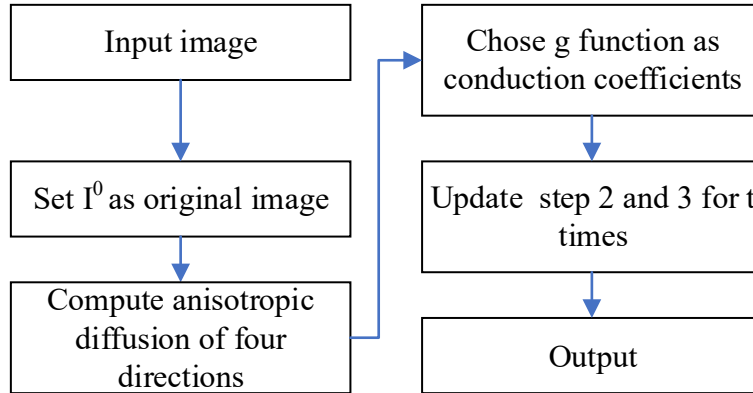 Input image
Set I⁰ as original image
Compute anisotropic
diffusion of four
directions
Chose g function as
conduction coefficients
Update step 2 and 3 for t
times
Output